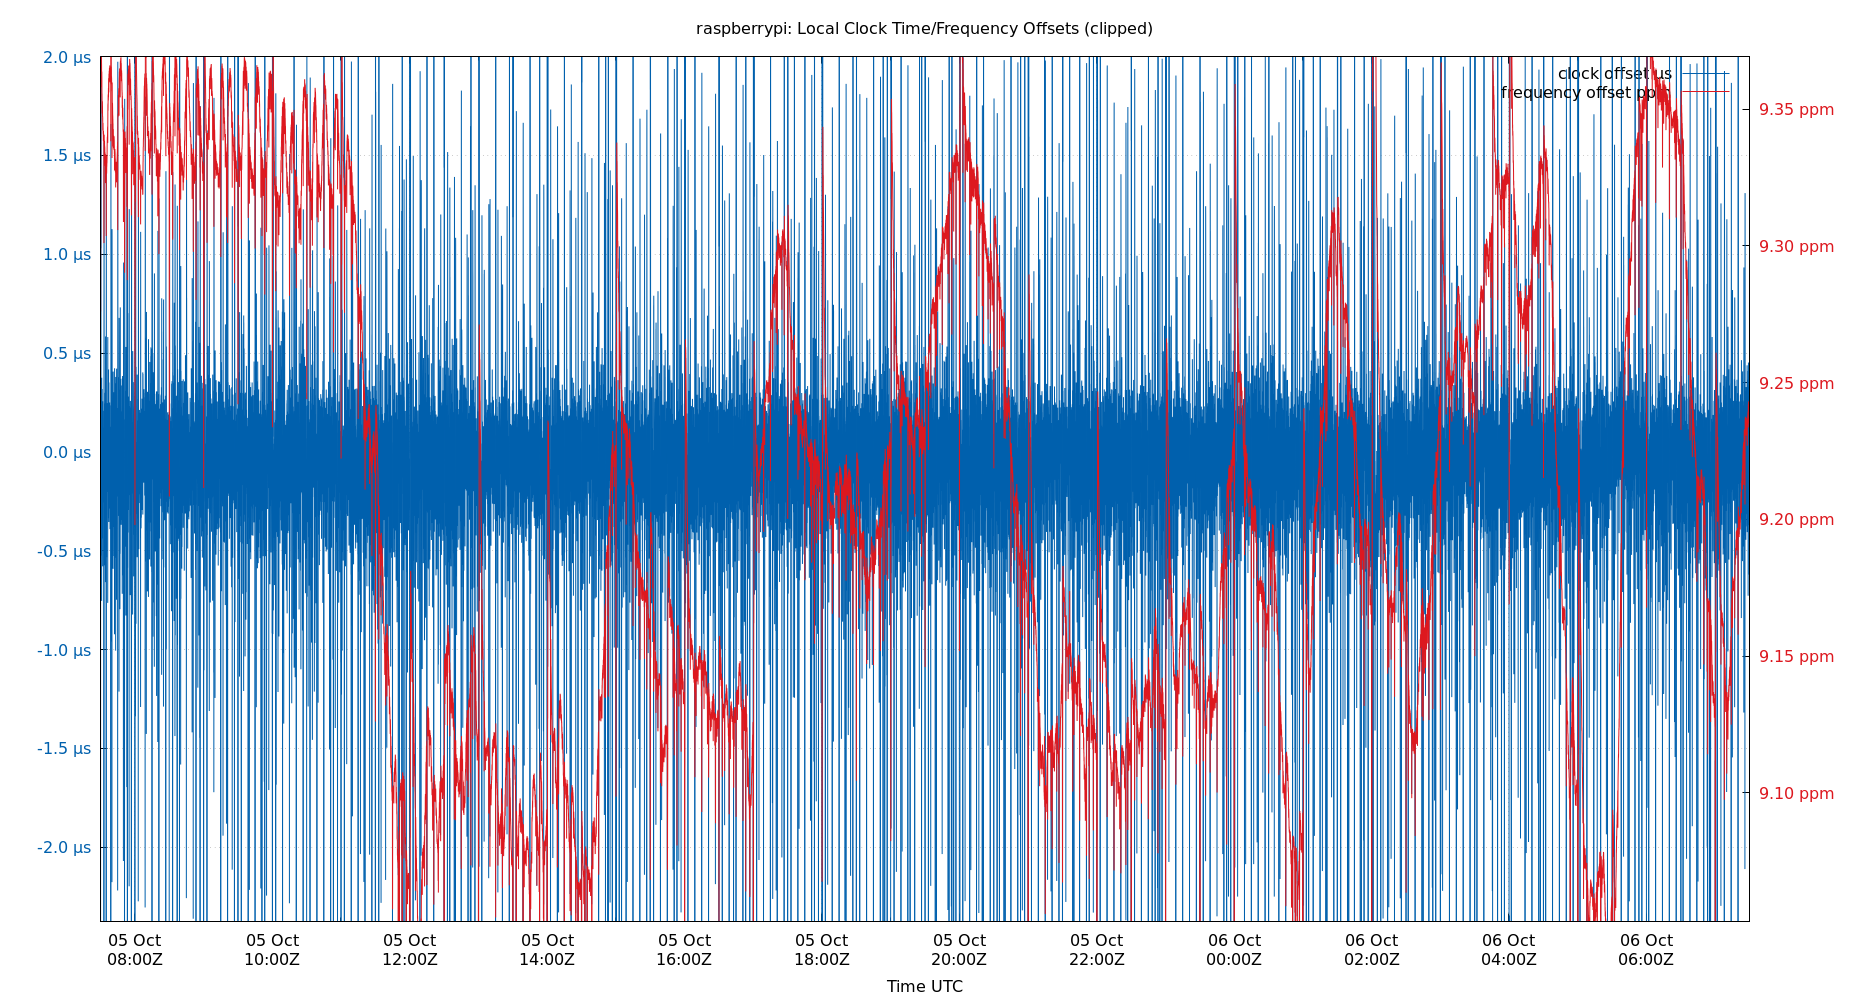 raspberrypi: Local Clock Time/Frequency Offsets (clipped)
2.0 µs
1.5 µs
1.0 µs
0.5 µs
0.0 µs
-0.5 µs
-1.0 µs
-1.5 µs
-2.0 µs
clock offset us
frequency offset ppm
9.35 ppm
9.30 ppm
9.25 ppm
9.20 ppm
9.15 ppm
9.10 ppm
05 Oct
08:00Z
05 Oct
10:00Z
05 Oct
12:00Z
05 Oct
14:00Z
05 Oct
16:00Z
05 Oct
18:00Z
05 Oct
20:00Z
05 Oct
22:00Z
06 Oct
00:00Z
06 Oct
02:00Z
06 Oct
04:00Z
06 Oct
06:00Z
Time UTC